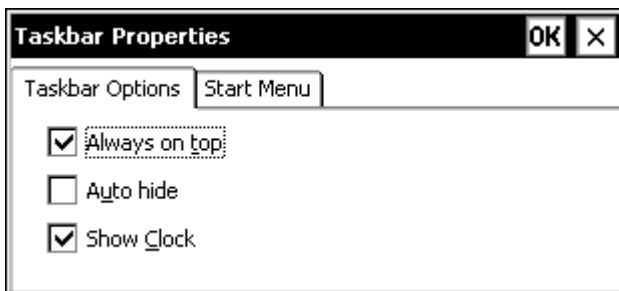 Taskbar Properties OK ×
Taskbar Options Start Menu
Always on top
Auto hide
Show Clock